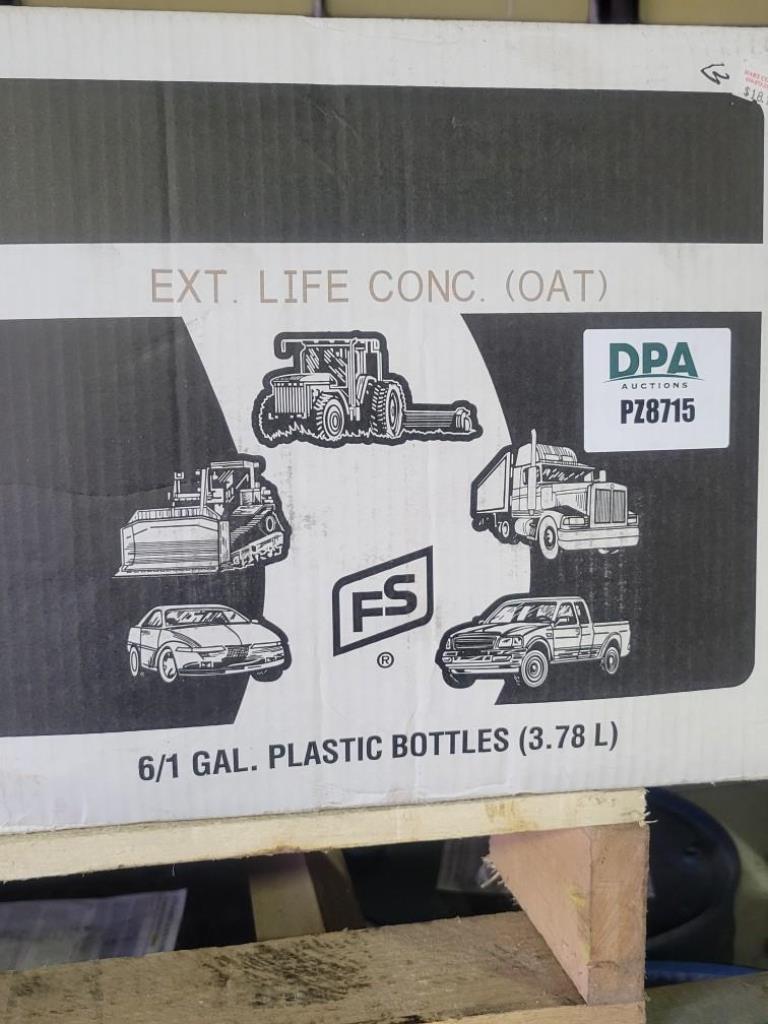 EXT. LIFE CONC. (OAT)
DPA
AUCTIONS
PZ8715
FS
®
6/1 GAL. PLASTIC BOTTLES (3.78 L)